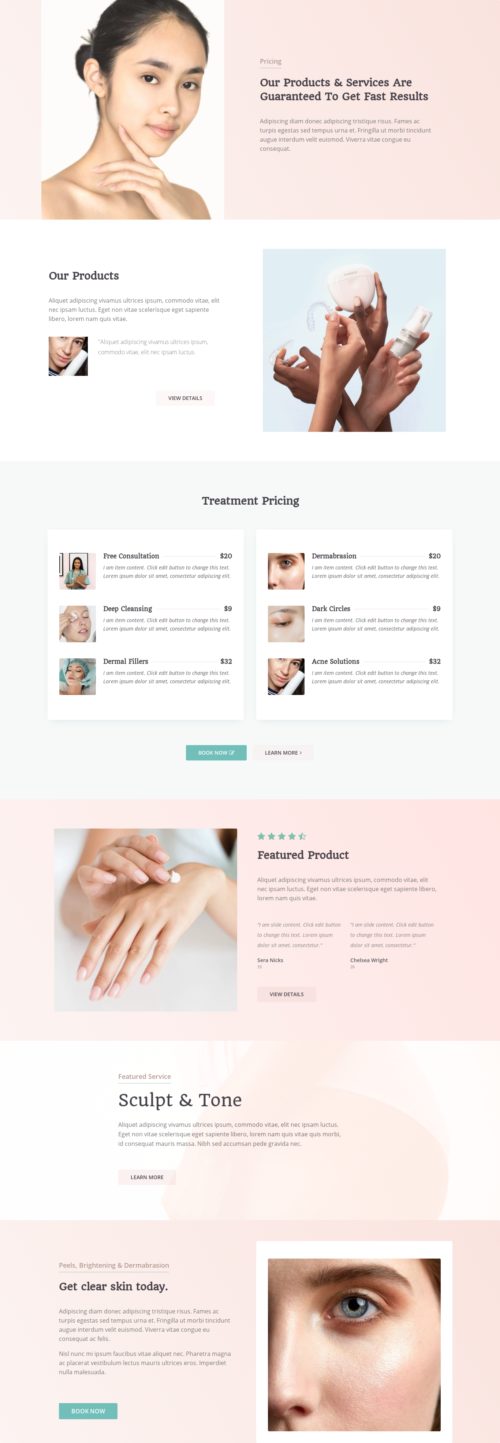 Pricing
Our Products & Services Are
Guaranteed To Get Fast Results
Adipiscing diam donec adipiscing tristique risus. Fames ac
turpis egestas sed tempus urna et. Fringilla ut morbi tincidunt
augue interdum velit euismod. Viverra vitae congue eu
consequat.
Our Products
Aliquet adipiscing vivamus ultrices ipsum, commodo vitae, elit
nec ipsam luctus. Eget non vitae scelerisque eget sapiente
libero, lorem nam quis vitae.
"Aliquet adipiscing vivamus ultrices ipsum,
commodo vitae, elit nec ipsam luctus.
VIEW DETAILS
Treatment Pricing
Free Consultation $20
I am item content. Click edit button to change this text.
Lorem ipsum dolor sit amet, consectetur adipiscing elit.
Deep Cleansing $9
I am item content. Click edit button to change this text.
Lorem ipsum dolor sit amet, consectetur adipiscing elit.
Dermal Fillers $32
I am item content. Click edit button to change this text.
Lorem ipsum dolor sit amet, consectetur adipiscing elit.
Dermabrasion $20
I am item content. Click edit button to change this text.
Lorem ipsum dolor sit amet, consectetur adipiscing elit.
Dark Circles $9
I am item content. Click edit button to change this text.
Lorem ipsum dolor sit amet, consectetur adipiscing elit.
Acne Solutions $32
I am item content. Click edit button to change this text.
Lorem ipsum dolor sit amet, consectetur adipiscing elit.
BOOK NOW
LEARN MORE ›
Featured Product
Aliquet adipiscing vivamus ultrices ipsum, commodo vitae, elit
nec ipsam luctus. Eget non vitae scelerisque eget sapiente libero,
lorem nam quis vitae.
"I am slide content. Click edit button
to change this text. Lorem ipsum
dolor sit amet, consectetur."
Sera Nicks
"I am slide content. Click edit button
to change this text. Lorem ipsum
dolor sit amet, consectetur."
Chelsea Wright
VIEW DETAILS
Featured Service
Sculpt & Tone
Aliquet adipiscing vivamus ultrices ipsum, commodo vitae, elit nec ipsam luctus.
Eget non vitae scelerisque eget sapiente libero, lorem nam quis vitae quis morbi,
id consequat mauris massa. Nibh sed accumsan pede gravida nec.
LEARN MORE
Peels, Brightening & Dermabrasion
Get clear skin today.
Adipiscing diam donec adipiscing tristique risus. Fames ac
turpis egestas sed tempus urna et. Fringilla ut morbi tincidunt
augue interdum velit euismod. Viverra vitae congue eu
consequat ac felis.
Nisl nunc mi ipsum faucibus vitae aliquet nec. Pharetra magna
ac placerat vestibulum lectus mauris ultrices eros. Imperdiet
nulla malesuada.
BOOK NOW